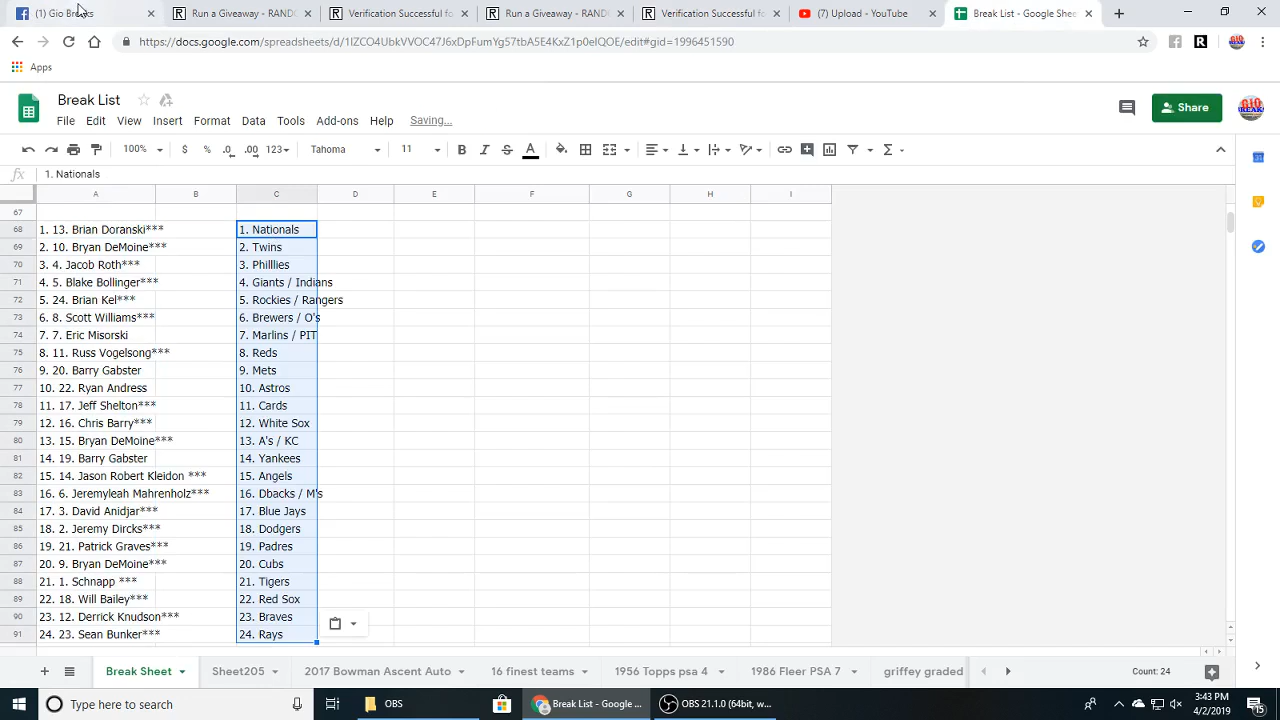 (1) Gio Brea
Run a Giveaway - RAND
Verification Successful fo
Run a Giveaway - RAND
Verification Successful fo
(7) Upload - YouTube
Break List - Google Shee
https://docs.google.com/spreadsheets/d/1IZCO4UbkVVOC47J6xDpFumYgS7tbA5E4KxZ1p0elQOE/edit#gid=1996451590
Apps
Break List
File Edit View Insert Format Data Tools Add-ons Help Saving...
Share
100% $ % .0 .00 123 Tahoma 11 B I S A
fx 1. Nationals
A B C D E F G H I
67
68 1. 13. Brian Doranski*** 1. Nationals
69 2. 10. Bryan DeMoine*** 2. Twins
70 3. 4. Jacob Roth*** 3. Philllies
71 4. 5. Blake Bollinger*** 4. Giants / Indians
72 5. 24. Brian Kel*** 5. Rockies / Rangers
73 6. 8. Scott Williams*** 6. Brewers / O's
74 7. 7. Eric Misorski 7. Marlins / PIT
75 8. 11. Russ Vogelsong*** 8. Reds
76 9. 20. Barry Gabster 9. Mets
77 10. 22. Ryan Andress 10. Astros
78 11. 17. Jeff Shelton*** 11. Cards
79 12. 16. Chris Barry*** 12. White Sox
80 13. 15. Bryan DeMoine*** 13. A's / KC
81 14. 19. Barry Gabster 14. Yankees
82 15. 14. Jason Robert Kleidon *** 15. Angels
83 16. 6. Jeremyleah Mahrenholz*** 16. Dbacks / M's
84 17. 3. David Anidjar*** 17. Blue Jays
85 18. 2. Jeremy Dircks*** 18. Dodgers
86 19. 21. Patrick Graves*** 19. Padres
87 20. 9. Bryan DeMoine*** 20. Cubs
88 21. 1. Schnapp *** 21. Tigers
89 22. 18. Will Bailey*** 22. Red Sox
90 23. 12. Derrick Knudson*** 23. Braves
91 24. 23. Sean Bunker*** 24. Rays
Break Sheet Sheet205 2017 Bowman Ascent Auto 16 finest teams 1956 Topps psa 4 1986 Fleer PSA 7 griffey graded Count: 24
Type here to search
OBS
Break List - Google ...
OBS 21.1.0 (64bit, w...
3:43 PM
4/2/2019
15